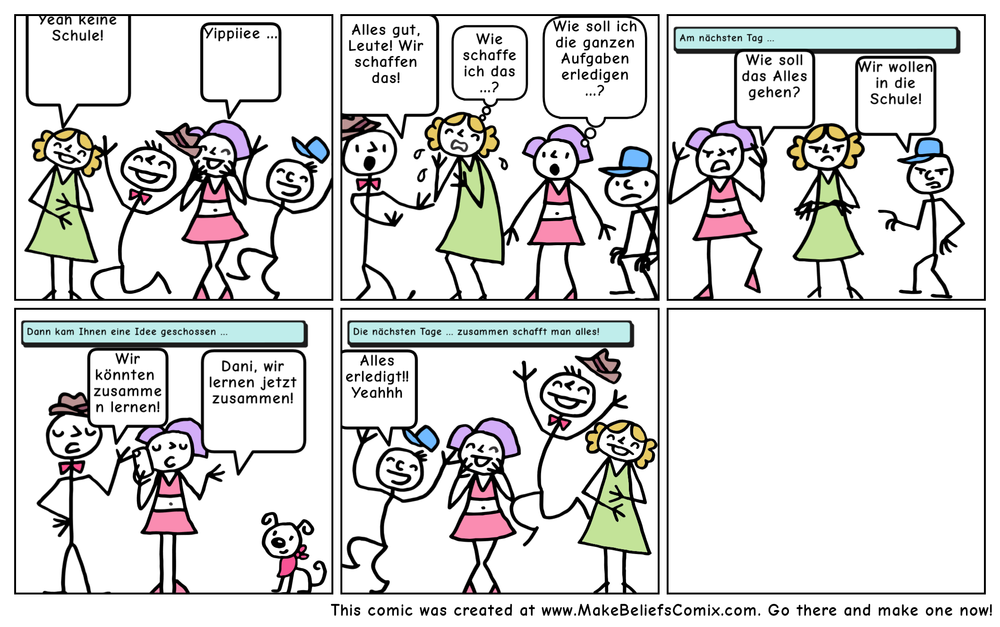 Yeah keine
Schule!
Yippiiee ...
Alles gut,
Leute! Wir
schaffen
das!
Wie
schaffe
ich das
...?
Wie soll ich
die ganzen
Aufgaben
erledigen
...?
Am nächsten Tag ...
Wie soll
das Alles
gehen?
Wir wollen
in die
Schule!
Dann kam Ihnen eine Idee geschossen ...
Wir
könnten
zusamme
n lernen!
Dani, wir
lernen jetzt
zusammen!
Die nächsten Tage ... zusammen schafft man alles!
Alles
erledigt!!
Yeahhh
This comic was created at www.MakeBeliefsComix.com. Go there and make one now!